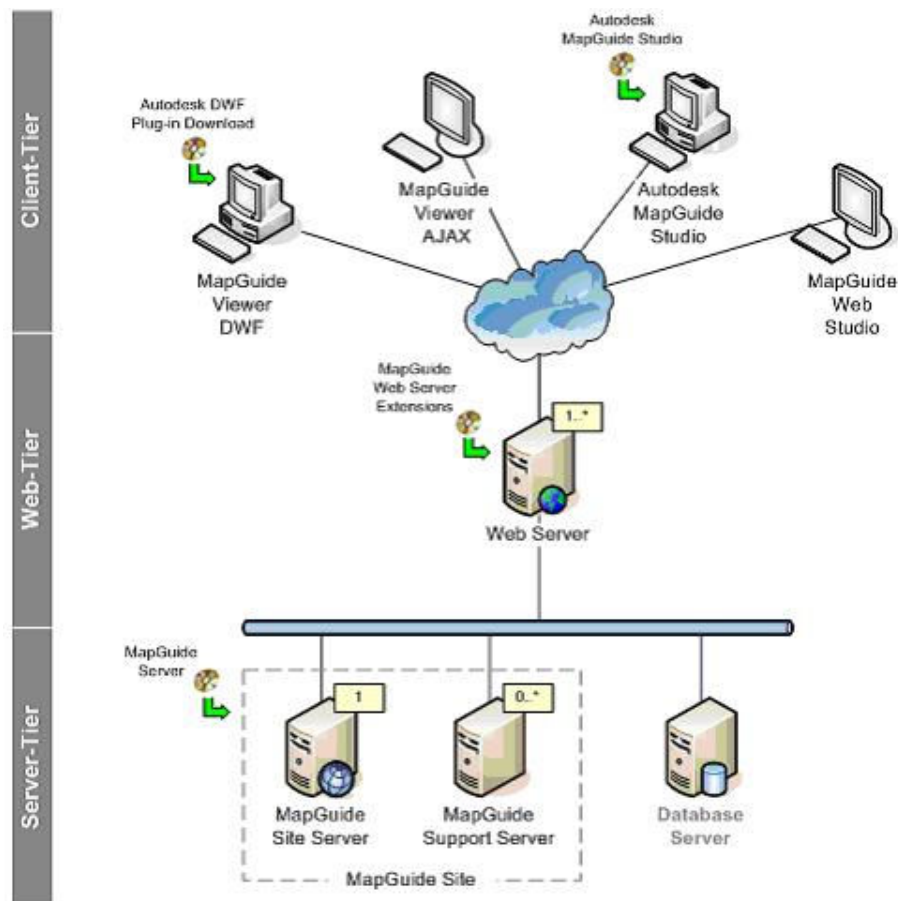 Client-Tier
Autodesk DWF
Plug-in Download
MapGuide
Viewer
DWF
MapGuide
Viewer
AJAX
Autodesk
MapGuide Studio
Autodesk
MapGuide
Studio
MapGuide
Web
Studio
Web-Tier
MapGuide
Web Server
Extensions
1..*
Web Server
Server-Tier
MapGuide
Server
1
MapGuide
Site Server
0..*
MapGuide
Support Server
Database
Server
MapGuide Site